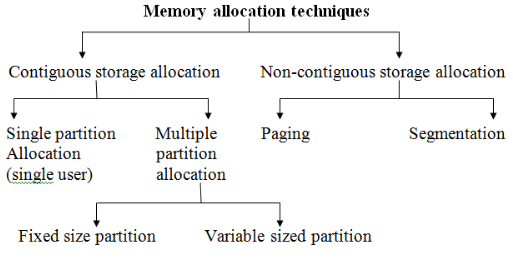 Memory allocation techniques
Contiguous storage allocation
Non-contiguous storage allocation
Single partition
Allocation
(single user)
Multiple
partition
allocation
Paging
Segmentation
Fixed size partition
Variable sized partition